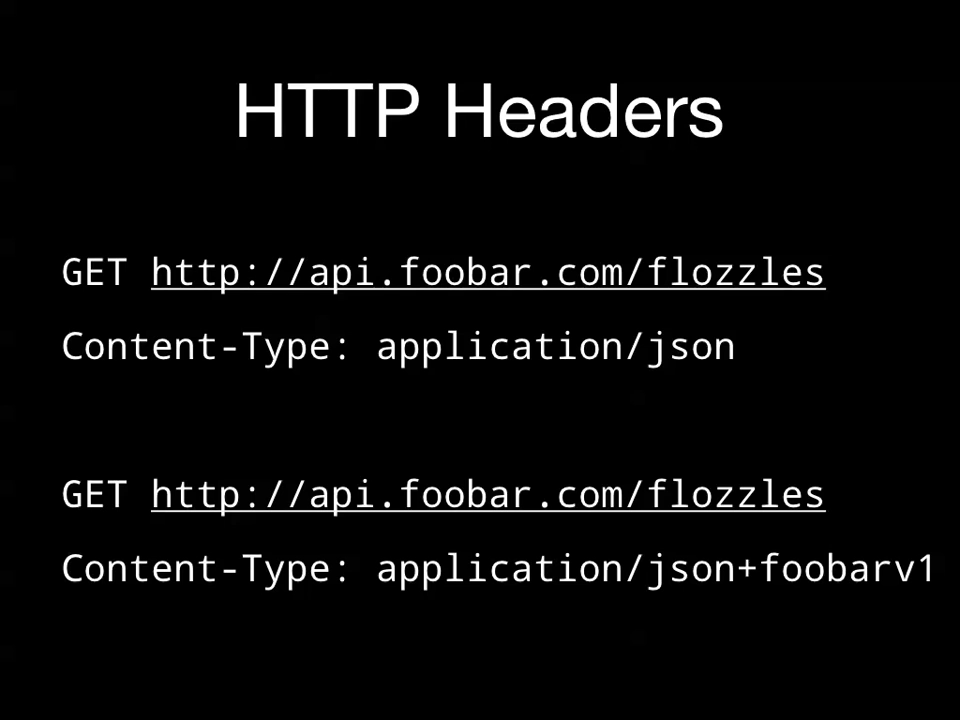 HTTP Headers
GET http://api.foobar.com/flozzles
Content-Type: application/json
GET http://api.foobar.com/flozzles
Content-Type: application/json+foobarv1